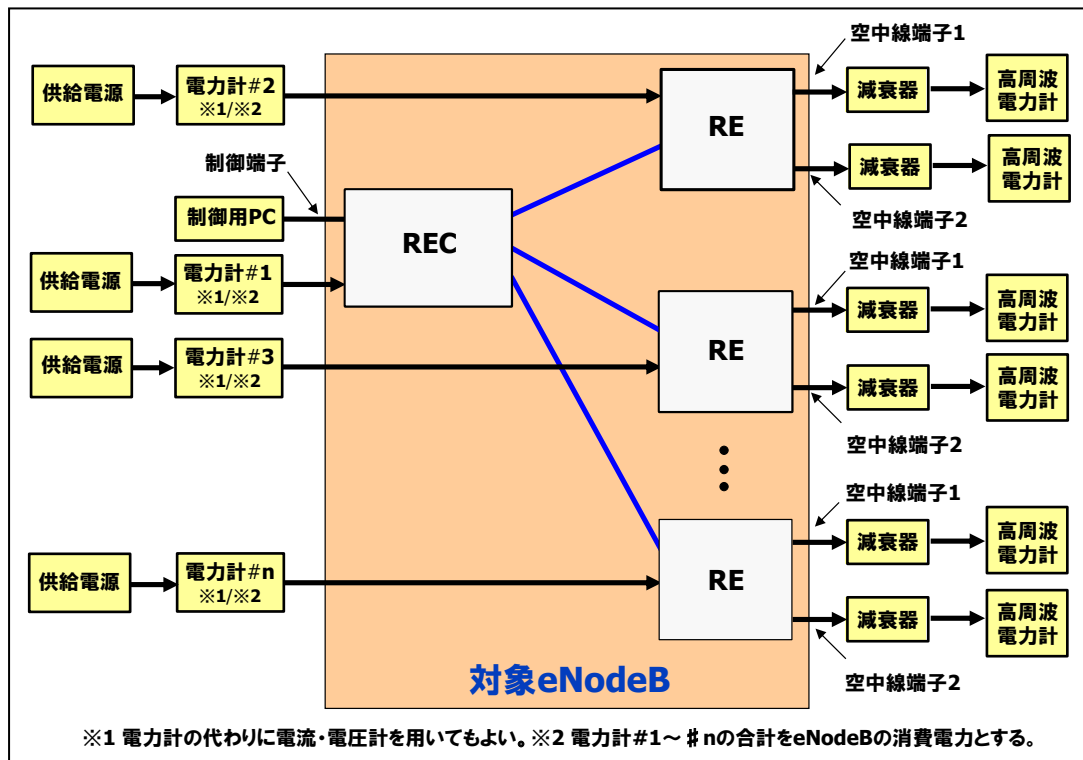 空中線端子1
供給電源
電力計#2
※1/※2
RE
減衰器
高周波
電力計
制御端子
減衰器
高周波
電力計
空中線端子2
制御用PC
REC
空中線端子1
供給電源
電力計#1
※1/※2
減衰器
高周波
電力計
RE
供給電源
電力計#3
※1/※2
減衰器
高周波
電力計
空中線端子2
空中線端子1
減衰器
高周波
電力計
供給電源
電力計#n
※1/※2
RE
減衰器
高周波
電力計
対象eNodeB
空中線端子2
※1 電力計の代わりに電流・電圧計を用いてもよい。※2 電力計#1~♯nの合計をeNodeBの消費電力とする。